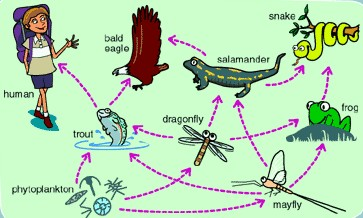 snake
bald
eagle
salamander
human
frog
dragonfly
trout
phytoplankton
mayfly